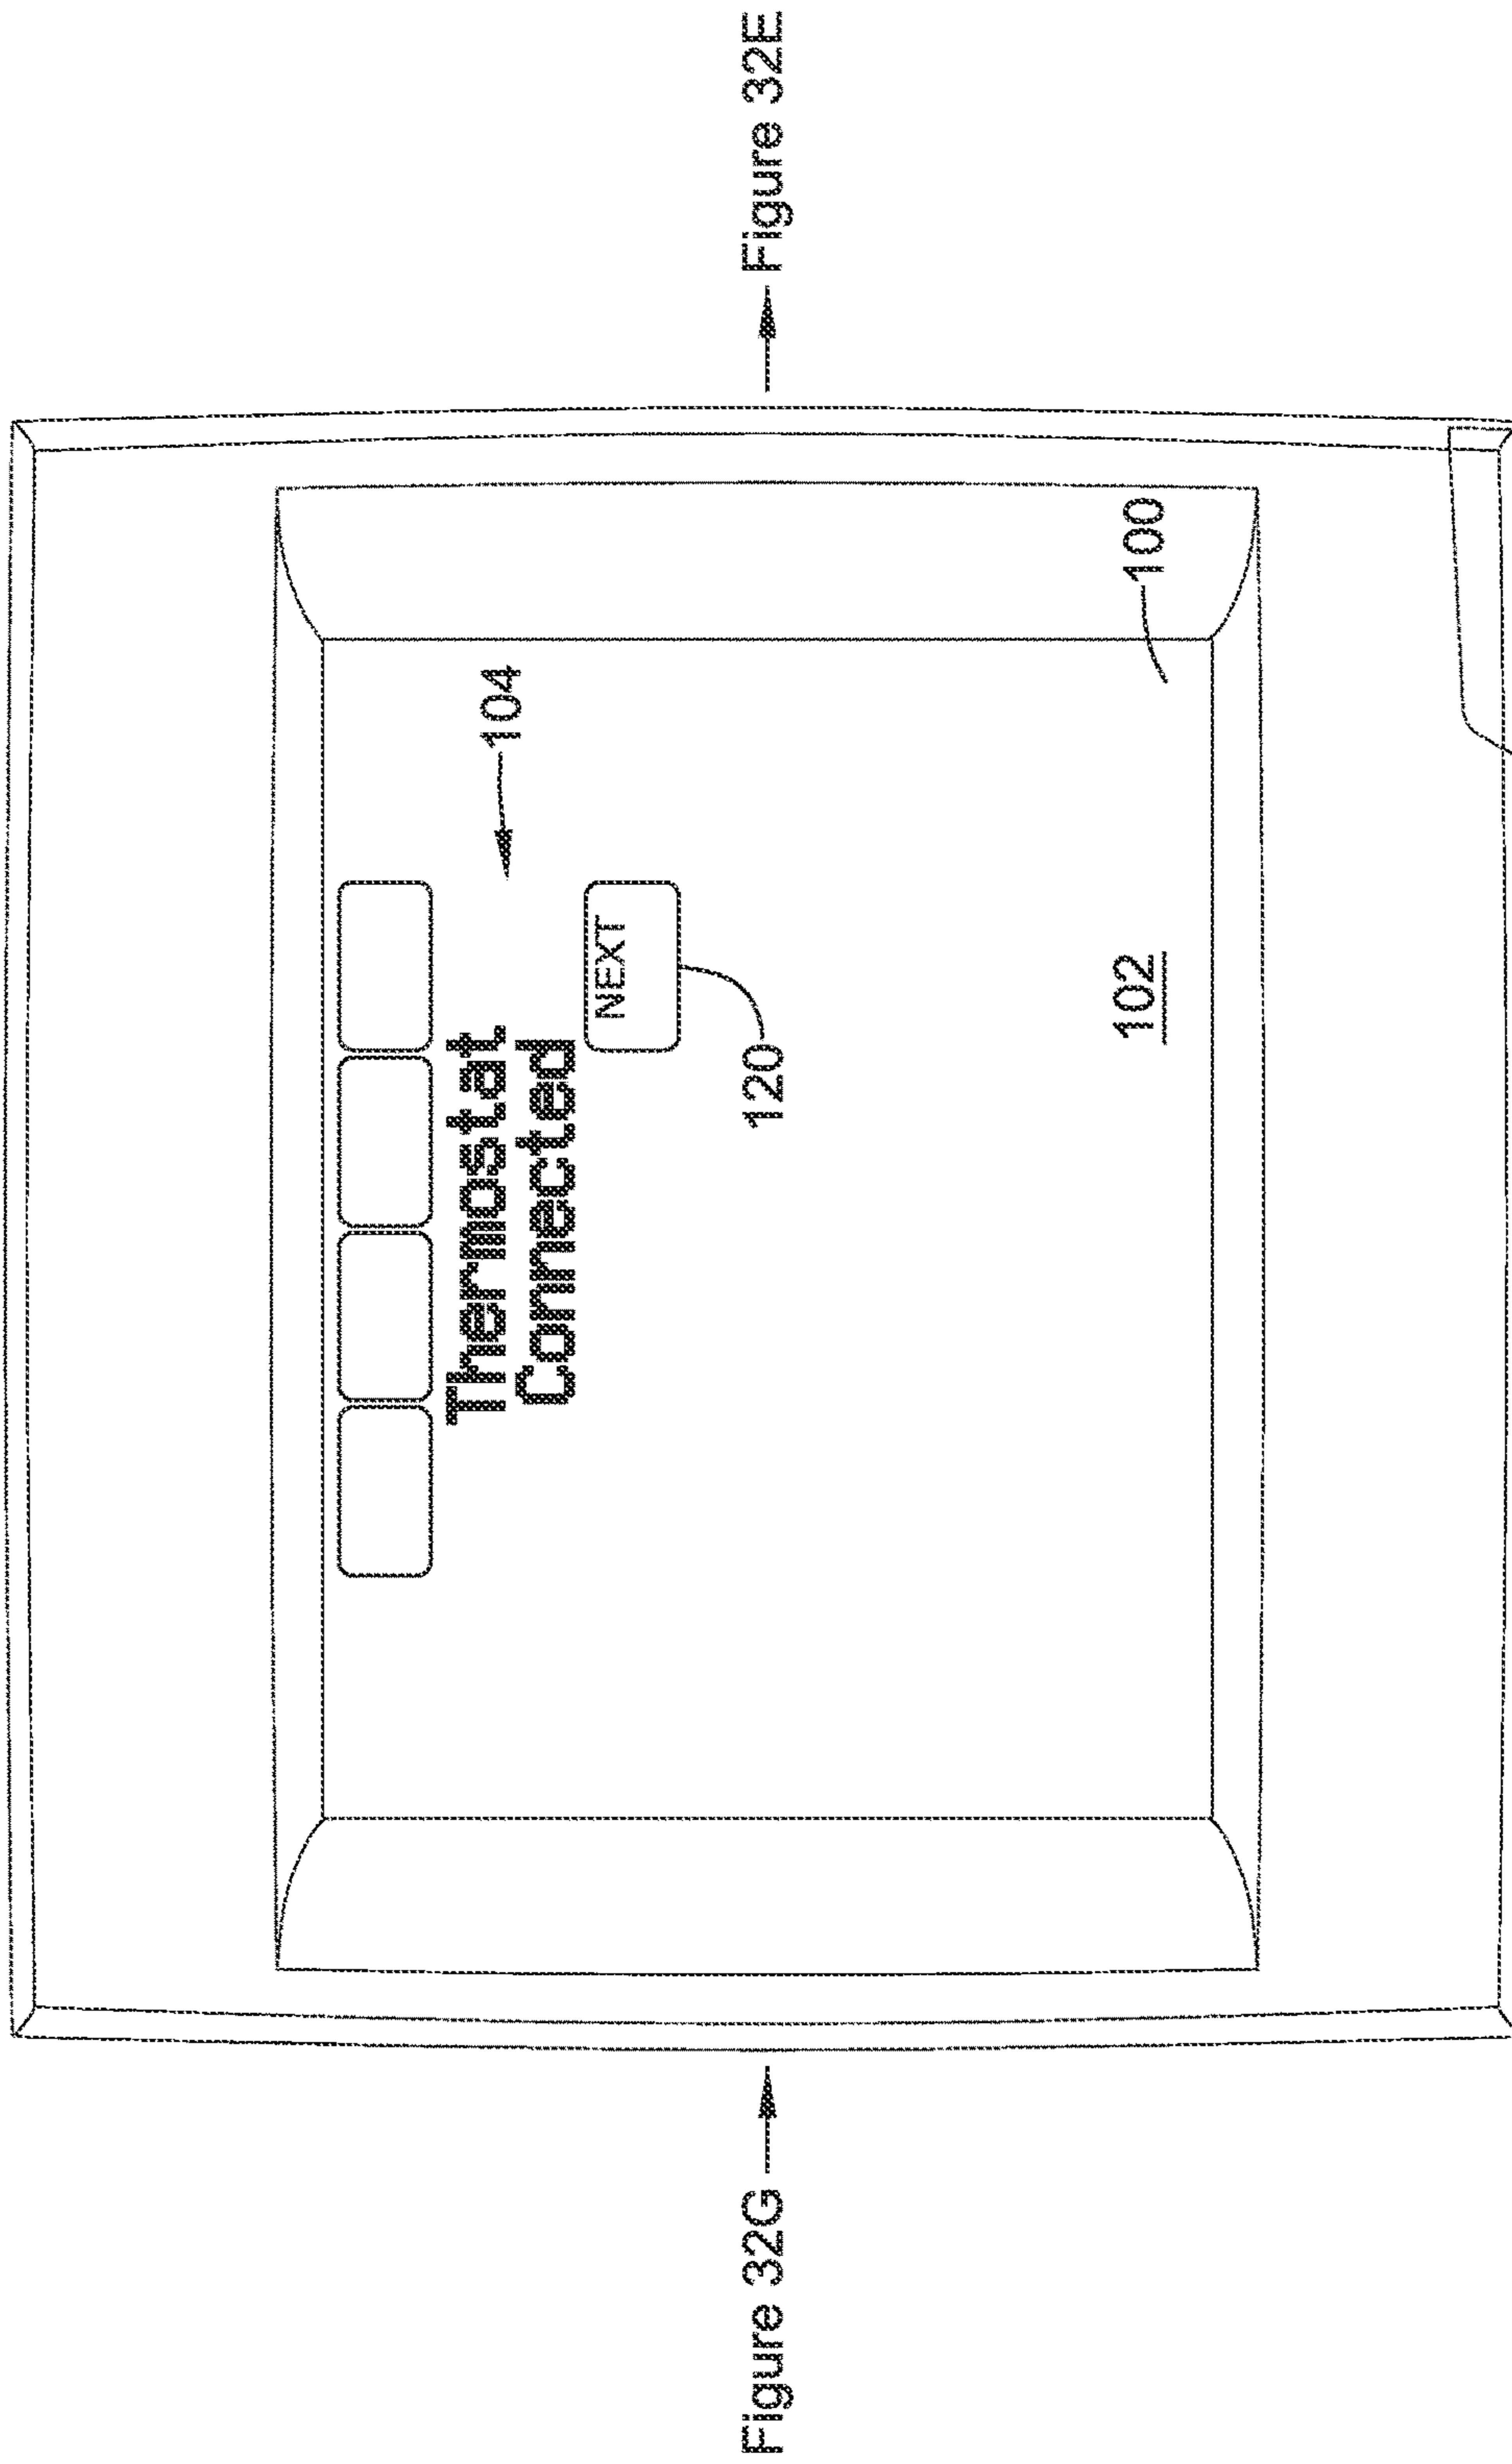 Thermostat
Connected
104
NEXT
120
Figure 32G
Figure 32E
102
100